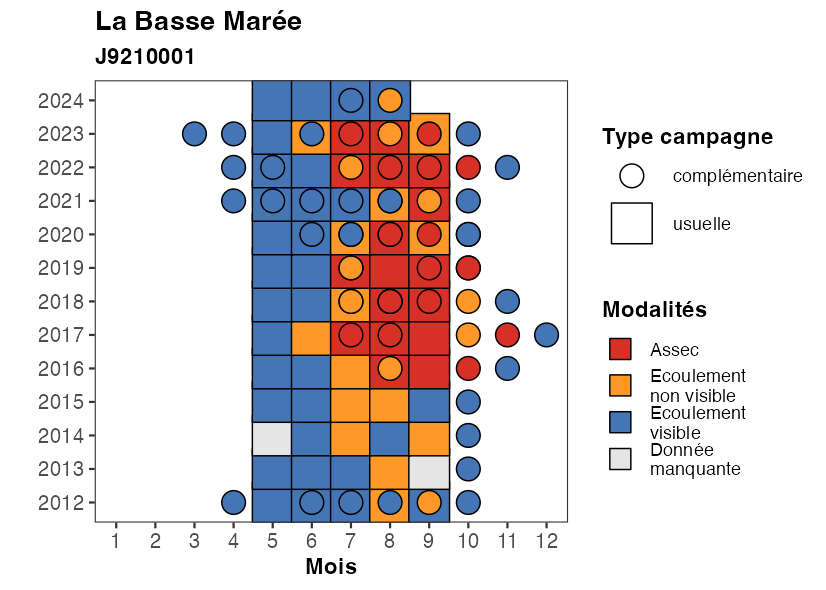 La Basse Marée
J9210001
2024
2023
2022
2021
2020
2019
2018
2017
2016
2015
2014
2013
2012
1 2 3 4 5 6 7 8 9 10 11 12
Mois
Type campagne
complémentaire
usuelle
Modalités
Assec
Ecoulement
non visible
Ecoulement
visible
Donnée
manquante